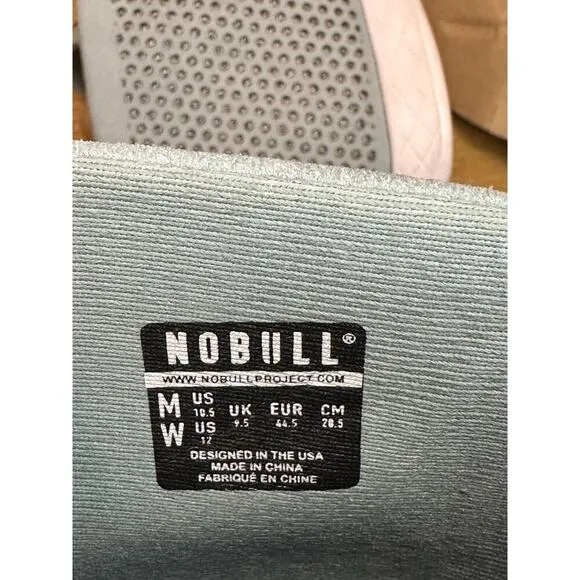 NOBULL®
WWW.NOBULLPROJECT.COM
M US 10.5 UK 9.5 EUR 44.5 CM 28.5
W US 12
DESIGNED IN THE USA
MADE IN CHINA
FABRIQUÉ EN CHINE